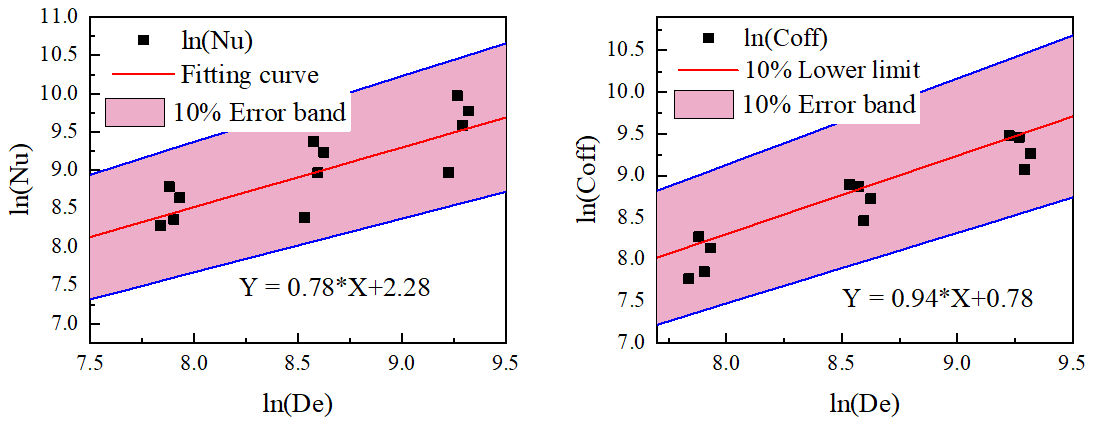 11.0
10.5
10.0
9.5
9.0
8.5
8.0
7.5
7.0
ln(Nu)
ln(Nu)
Fitting curve
10% Error band
Y = 0.78*X+2.28
7.5
8.0
8.5
9.0
9.5
ln(De)
10.5
10.0
9.5
9.0
8.5
8.0
7.5
7.0
ln(Coff)
ln(Coff)
10% Lower limit
10% Error band
Y = 0.94*X+0.78
8.0
8.5
9.0
9.5
ln(De)